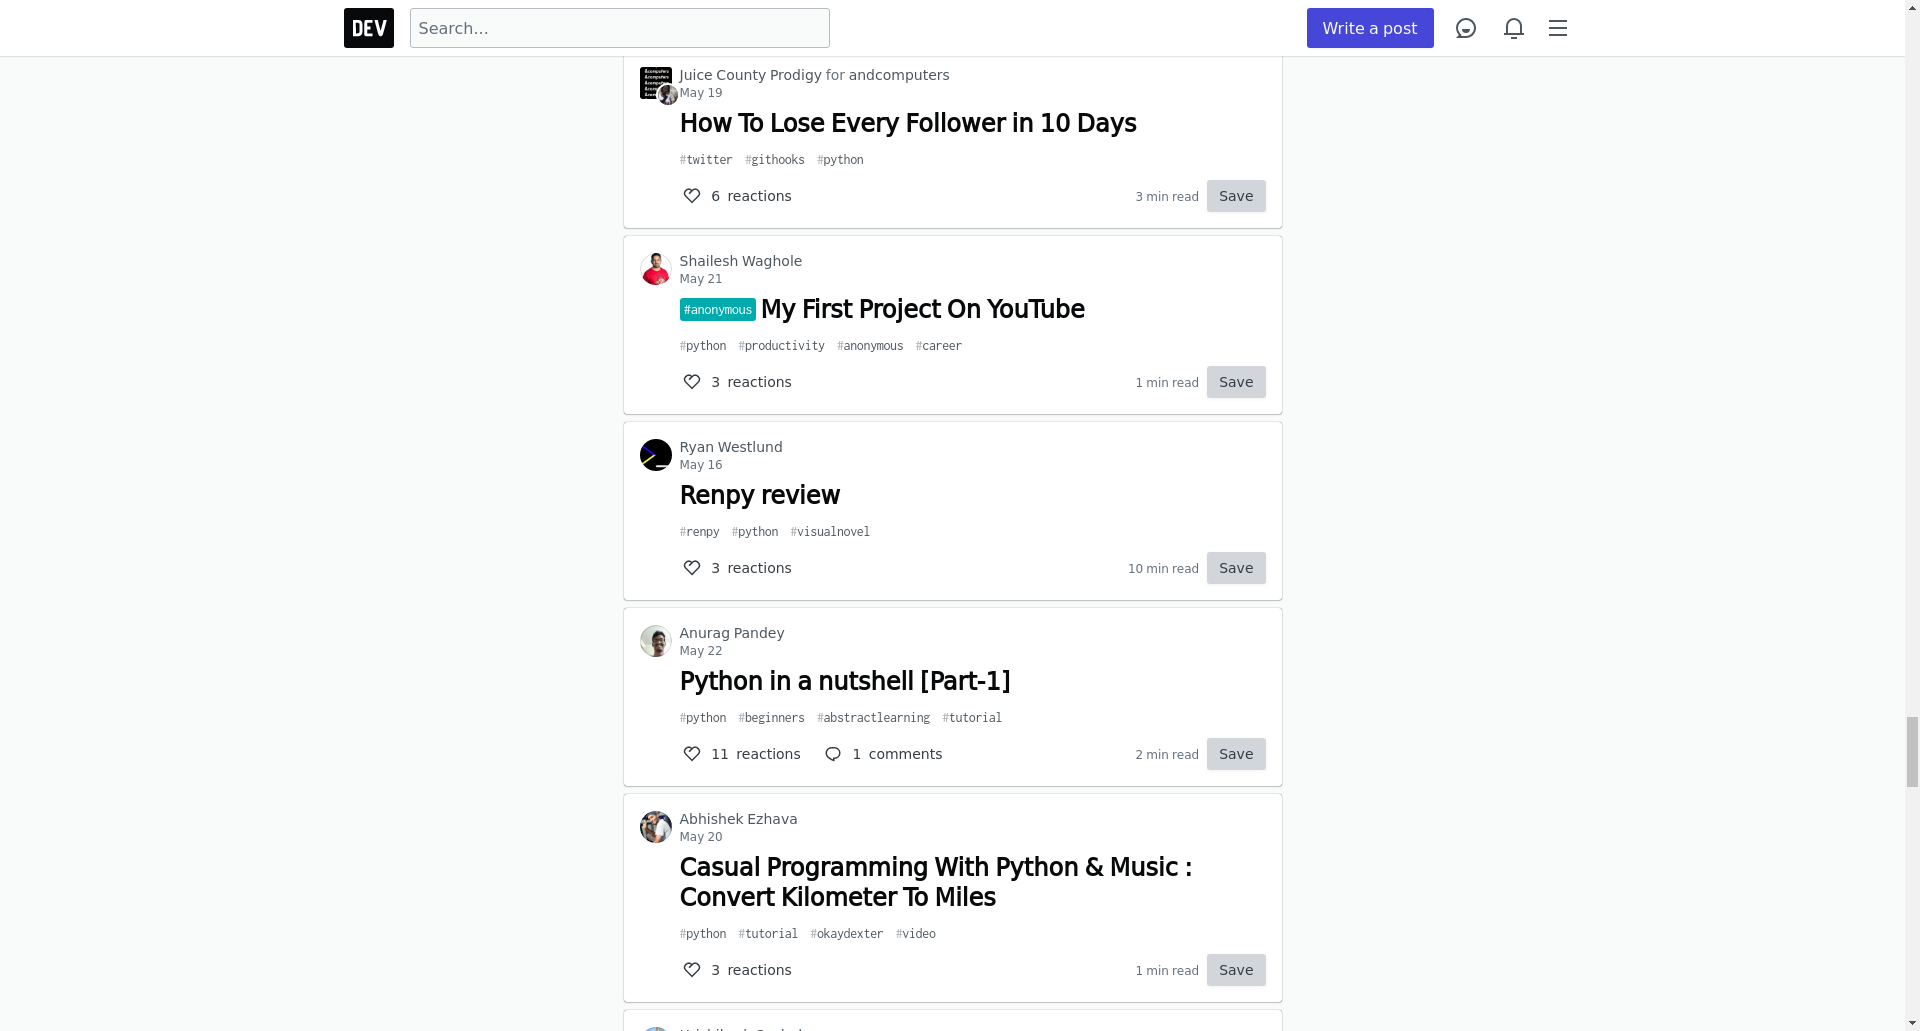 DEV
Search...
Write a post
Juice County Prodigy for andcomputers
May 19
How To Lose Every Follower in 10 Days
#twitter #githooks #python
6 reactions
3 min read
Save
Shailesh Waghole
May 21
#anonymous My First Project On YouTube
#python #productivity #anonymous #career
3 reactions
1 min read
Save
Ryan Westlund
May 16
Renpy review
#renpy #python #visualnovel
3 reactions
10 min read
Save
Anurag Pandey
May 22
Python in a nutshell [Part-1]
#python #beginners #abstractlearning #tutorial
11 reactions
1 comments
2 min read
Save
Abhishek Ezhava
May 20
Casual Programming With Python & Music :
Convert Kilometer To Miles
#python #tutorial #okaydexter #video
3 reactions
1 min read
Save